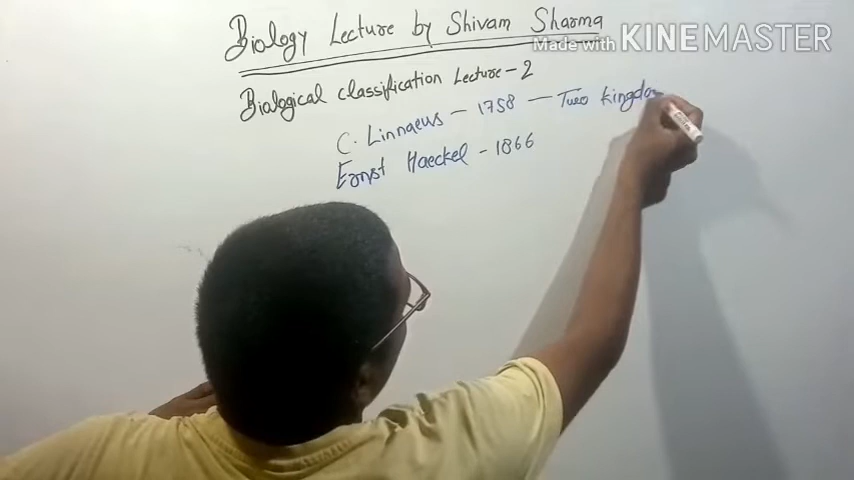 Biology Lecture by Shivam Sharma
Made with KINEMASTER
Biological classification Lecture-2
C. Linnaeus - 1758 - Two kingdom
Ernst Haeckel - 1866